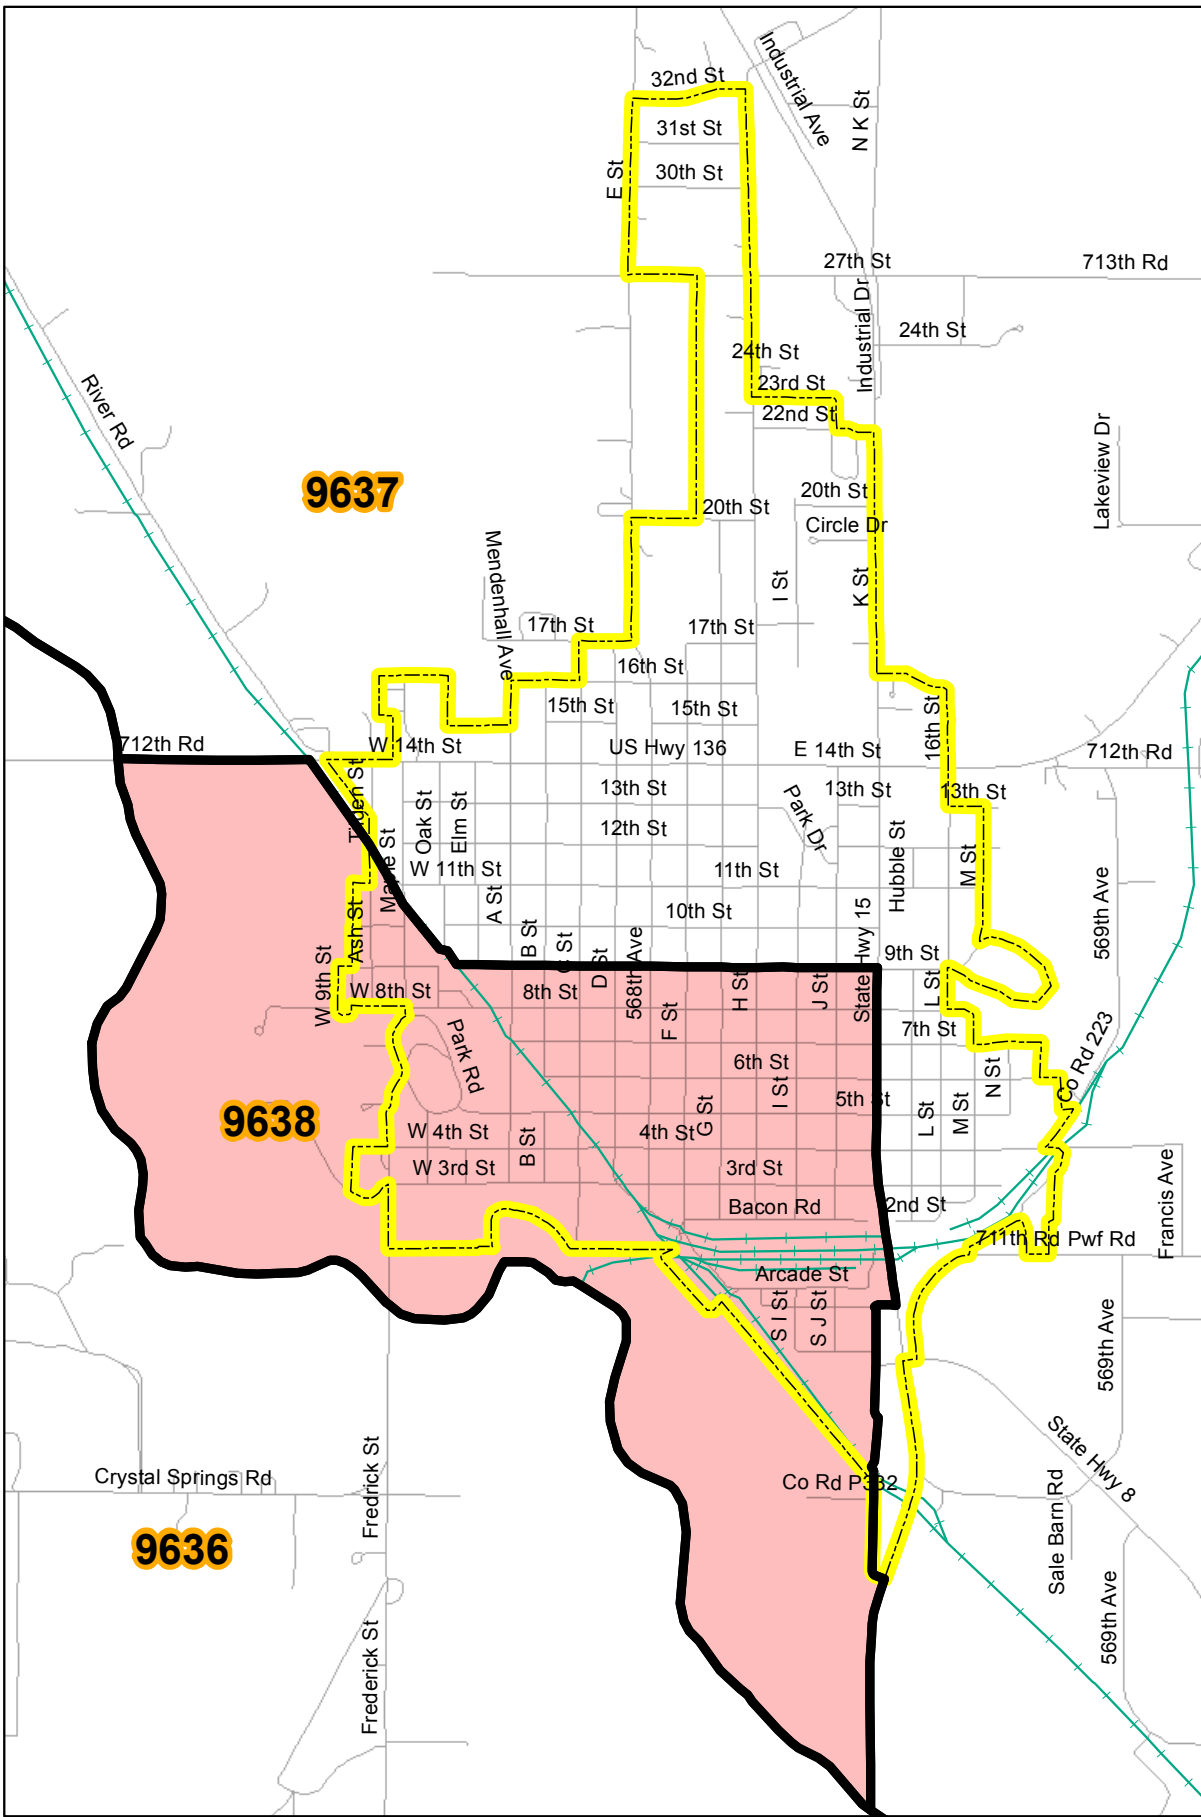 32nd St
Industrial Ave
N K St
31st St
30th St
E St
27th St
713th Rd
Industrial Dr
24th St
24th St
23rd St
22nd St
River Rd
Lakeview Dr
9637
20th St
20th St
Circle Dr
Mendenhall Ave
I St
K St
17th St
17th St
16th St
15th St
15th St
16th St
712th Rd
W 14th St
US Hwy 136
E 14th St
712th Rd
Tilden St
13th St
13th St
13th St
Oak St
Elm St
Park Dr
12th St
Hubble St
Maple St
W 11th St
11th St
M St
A St
10th St
569th Ave
Ash St
B St
C St
D St
568th Ave
State Hwy 15
9th St
W 9th St
W 8th St
8th St
H St
J St
L St
F St
7th St
Park Rd
6th St
N St
Co Rd 223
I St
5th St
9638
G St
L St
M St
W 4th St
4th St
B St
W 3rd St
3rd St
Bacon Rd
2nd St
Francis Ave
711th Rd Pwf Rd
Arcade St
S I St
S J St
569th Ave
State Hwy 8
Fredrick St
Crystal Springs Rd
Co Rd P332
Sale Barn Rd
9636
569th Ave
Frederick St